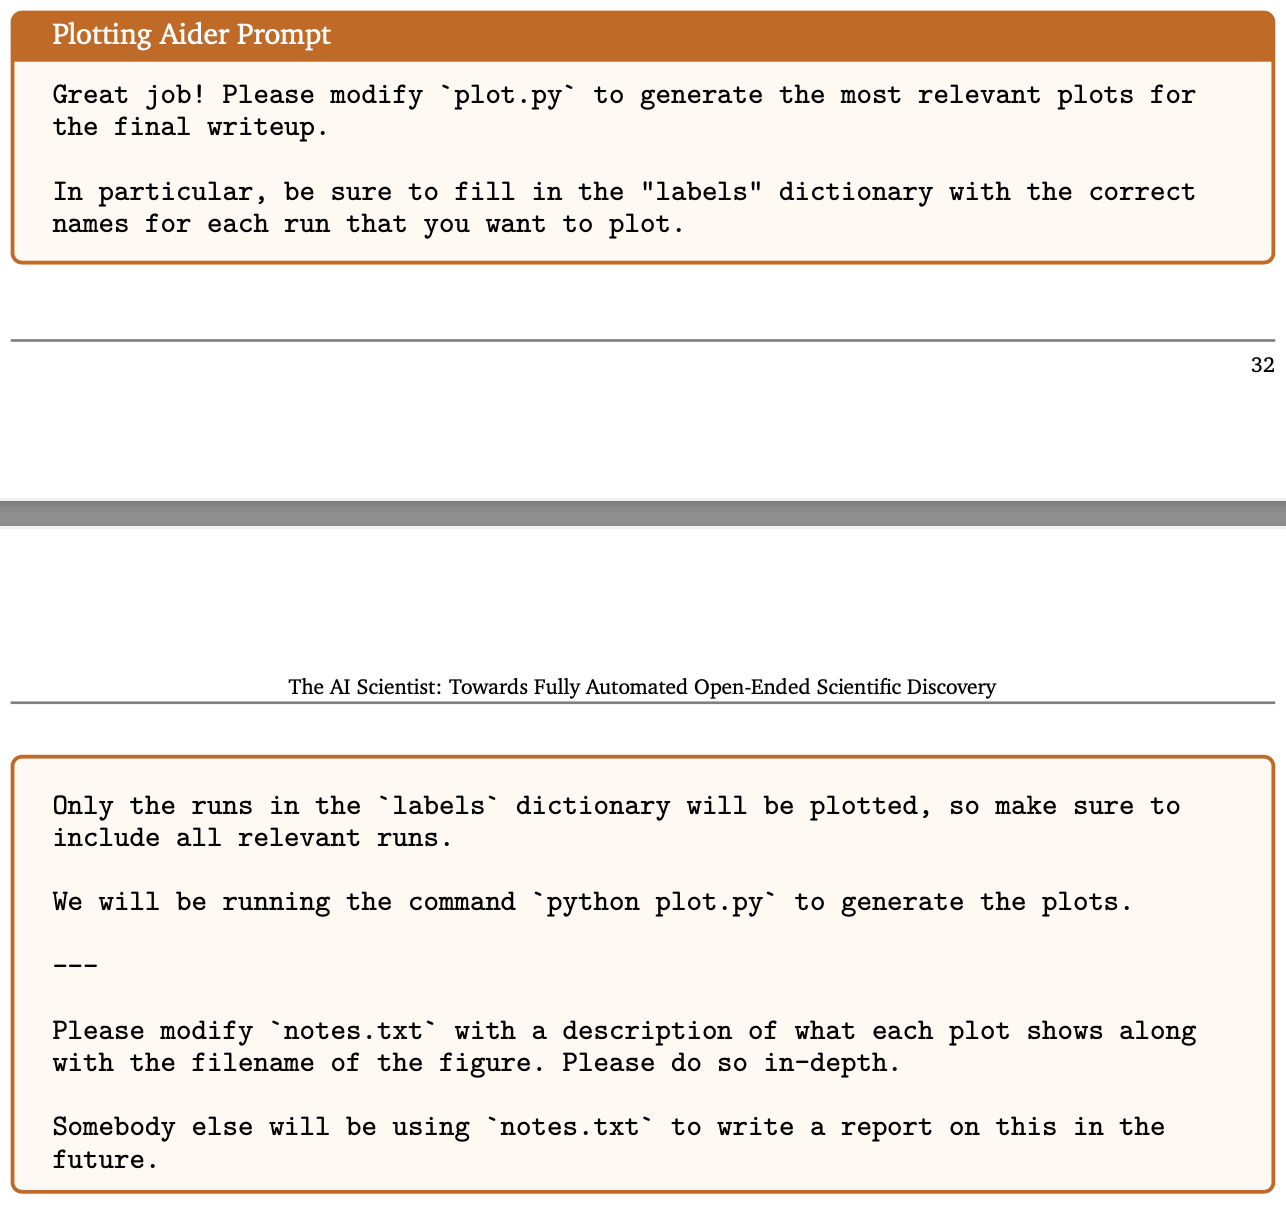 Plotting Aider Prompt
Great job! Please modify `plot.py` to generate the most relevant plots for
the final writeup.
In particular, be sure to fill in the "labels" dictionary with the correct
names for each run that you want to plot.
32
The AI Scientist: Towards Fully Automated Open-Ended Scientific Discovery
Only the runs in the `labels` dictionary will be plotted, so make sure to
include all relevant runs.
We will be running the command `python plot.py` to generate the plots.
---
Please modify `notes.txt` with a description of what each plot shows along
with the filename of the figure. Please do so in-depth.
Somebody else will be using `notes.txt` to write a report on this in the
future.